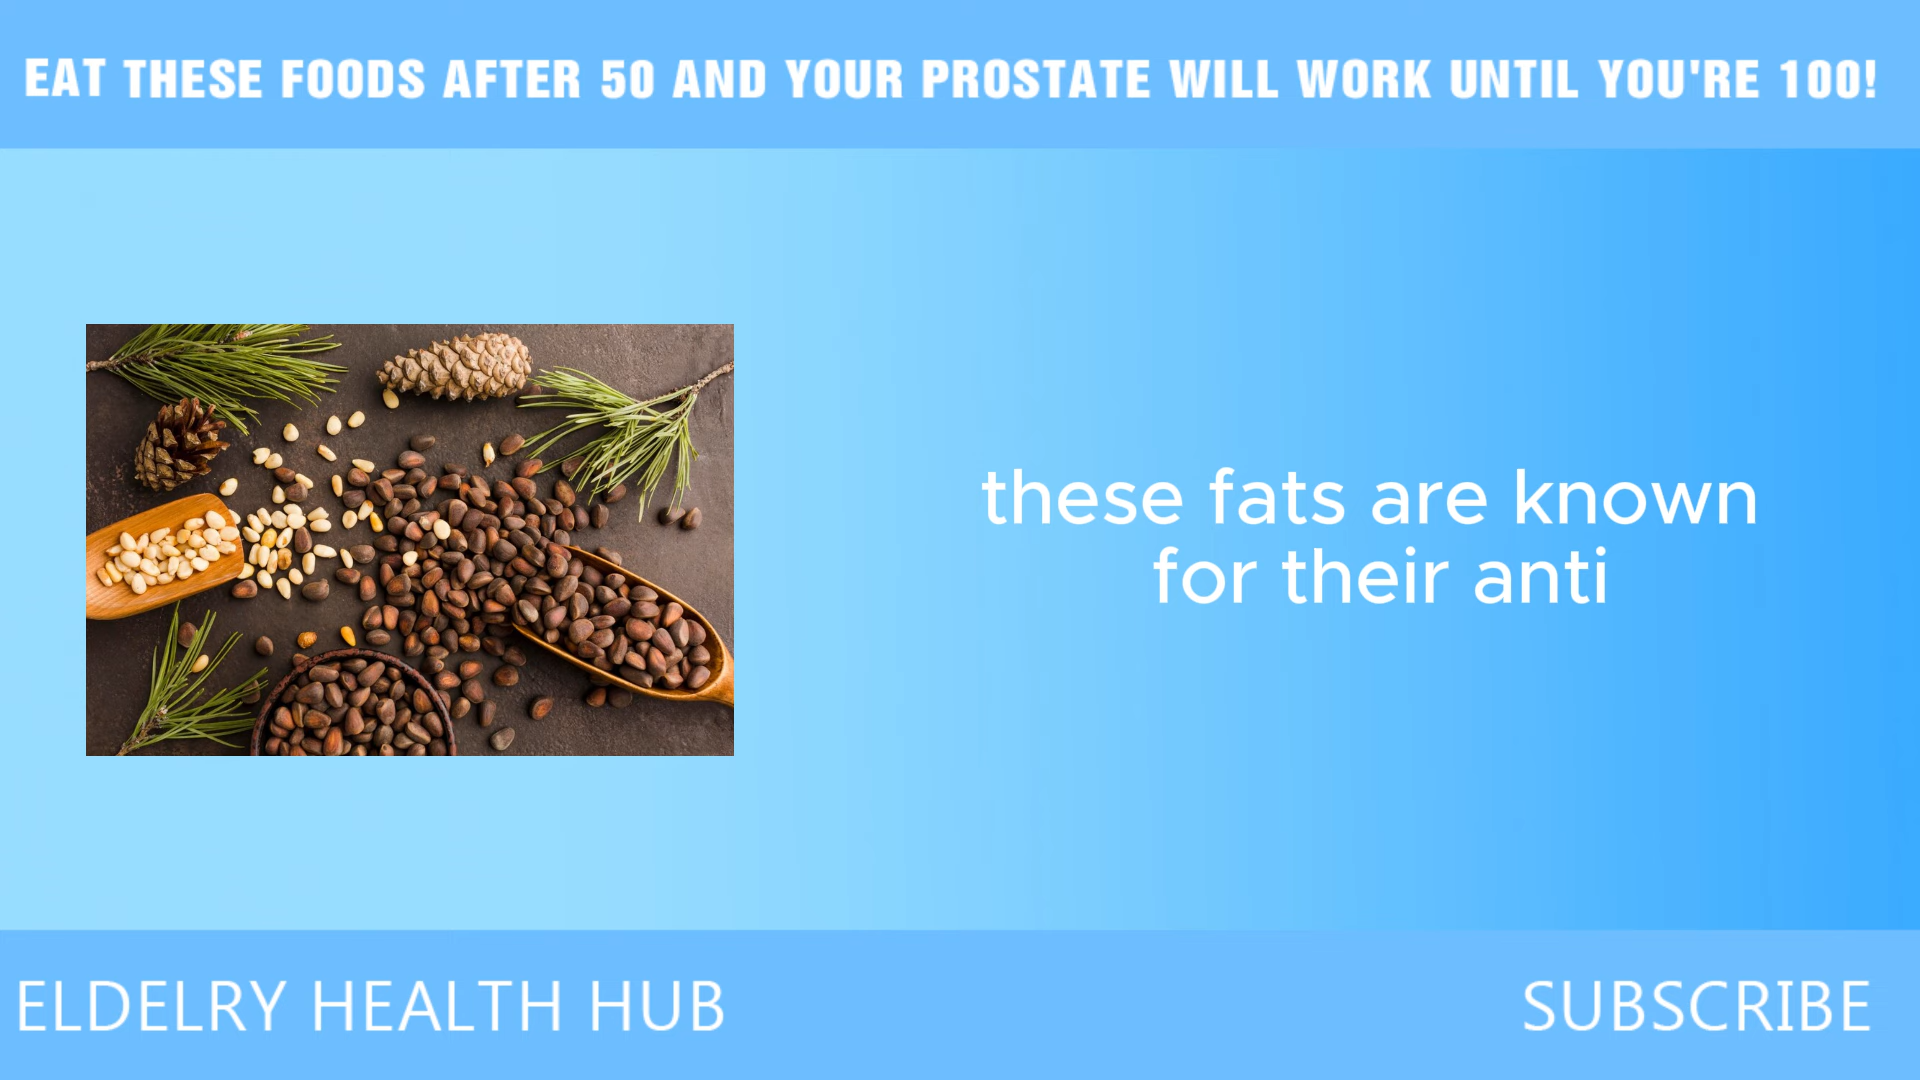 EAT THESE FOODS AFTER 50 AND YOUR PROSTATE WILL WORK UNTIL YOU'RE 100!
these fats are known
for their anti
ELDELRY HEALTH HUB
SUBSCRIBE